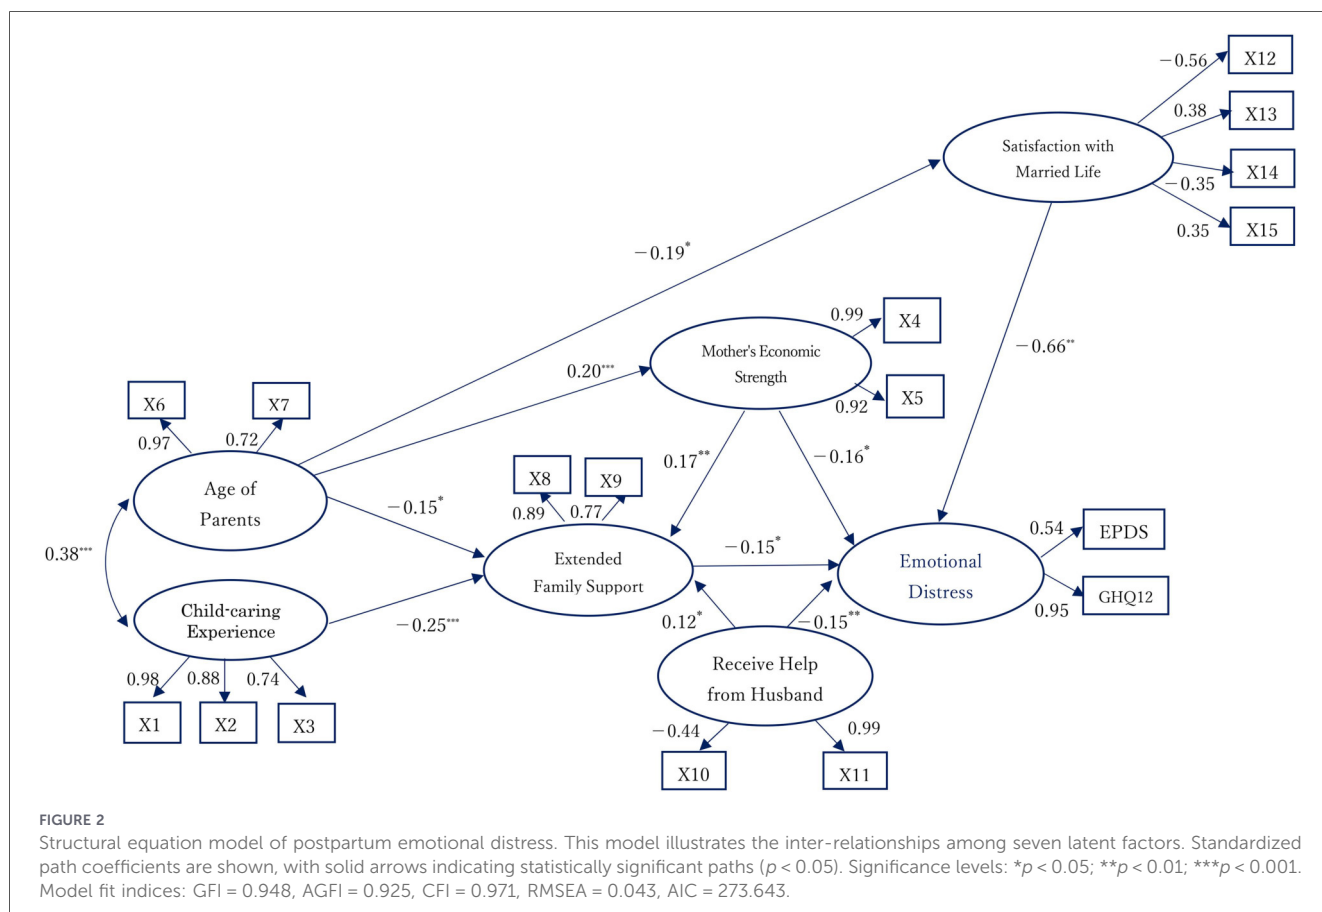 −0.56
X12
0.38
X13
Satisfaction with
Married Life
X14
−0.35
X15
0.35
−0.19*
0.99
X4
Mother's Economic
Strength
−0.66**
0.20***
X5
0.92
X6
X7
0.97
0.72
0.17**
−0.16*
X8
X9
Age of
Parents
−0.15*
0.89
0.77
0.54
EPDS
0.38***
−0.15*
Extended
Family Support
Emotional
Distress
GHQ12
0.95
Child-caring
Experience
−0.25***
0.12*
−0.15**
Receive Help
from Husband
0.98
0.88
0.74
X1
X2
X3
−0.44
0.99
X10
X11
FIGURE 2
Structural equation model of postpartum emotional distress. This model illustrates the inter-relationships among seven latent factors. Standardized
path coefficients are shown, with solid arrows indicating statistically significant paths (p < 0.05). Significance levels: *p < 0.05; **p < 0.01; ***p < 0.001.
Model fit indices: GFI = 0.948, AGFI = 0.925, CFI = 0.971, RMSEA = 0.043, AIC = 273.643.